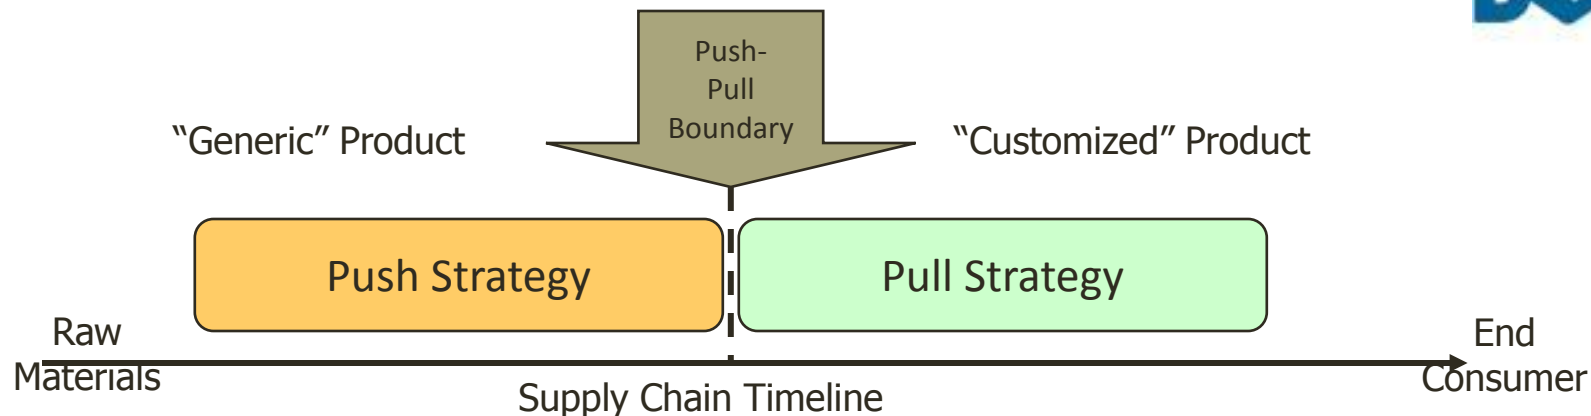 Push-
Pull
Boundary
“Generic” Product
“Customized” Product
Push Strategy
Pull Strategy
Raw
Materials
End
Consumer
Supply Chain Timeline